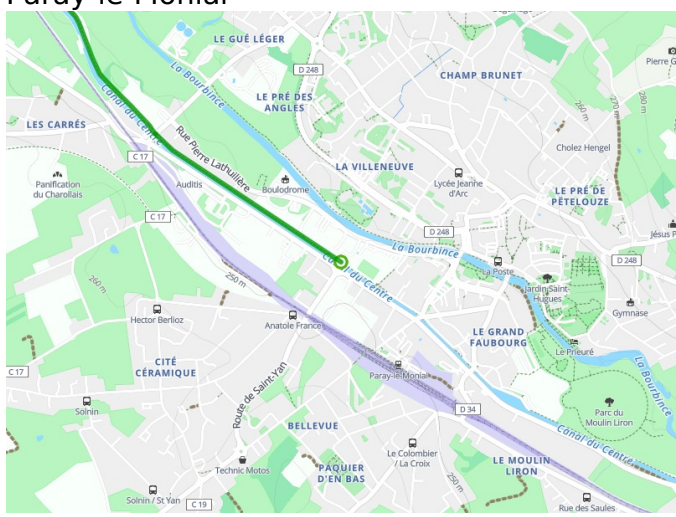 Paray-le-Monial
LE GUÉ LÉGER
D 248
La Bourbince
CHAMP BRUNET
Pierre G
260 m
270 m
280 m
LE PRÉ DES
ANGLES
LES CARRÉS
Canal du Centre
C 17
Rue Pierre Lathuillière
Cholez Hengel
LA VILLENEUVE
Lycée Jeanne
d'Arc
Panification
du Charollais
Auditis
Boulodrome
LE PRÉ DE
PÉTELOUZE
C 17
Jésus P
D 248
La Bourbince
D 248
La Poste
Canal du Centre
250 m
260 m
Jardin Saint-
Hugues
Gymnase
Hector Berlioz
Anatole France
LE GRAND
FAUBOURG
Le Prieuré
La Bourbince
CITÉ
CÉRAMIQUE
C 17
Paray-le-Monial
Route de Saint-Yan
Solnin
D 34
Parc du
Moulin Liron
BELLEVUE
Canal du Centre
Le Colombier
/ La Croix
LE MOULIN
LIRON
Technic Motos
PÂQUIER
D'EN BAS
250 m
Solnin / St Yan
C 19
Rue des Saules